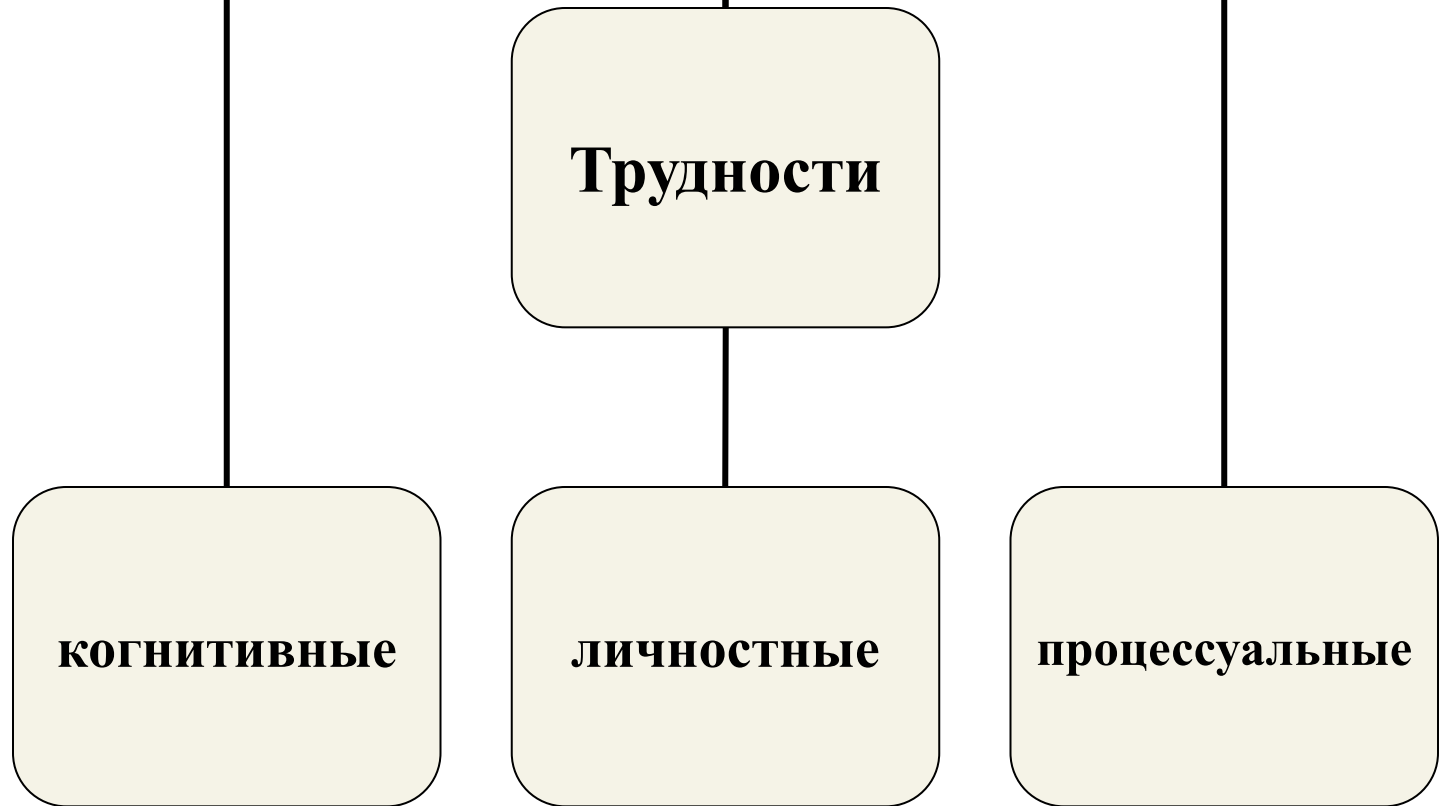 Трудности
когнитивные
личностные
процессуальные